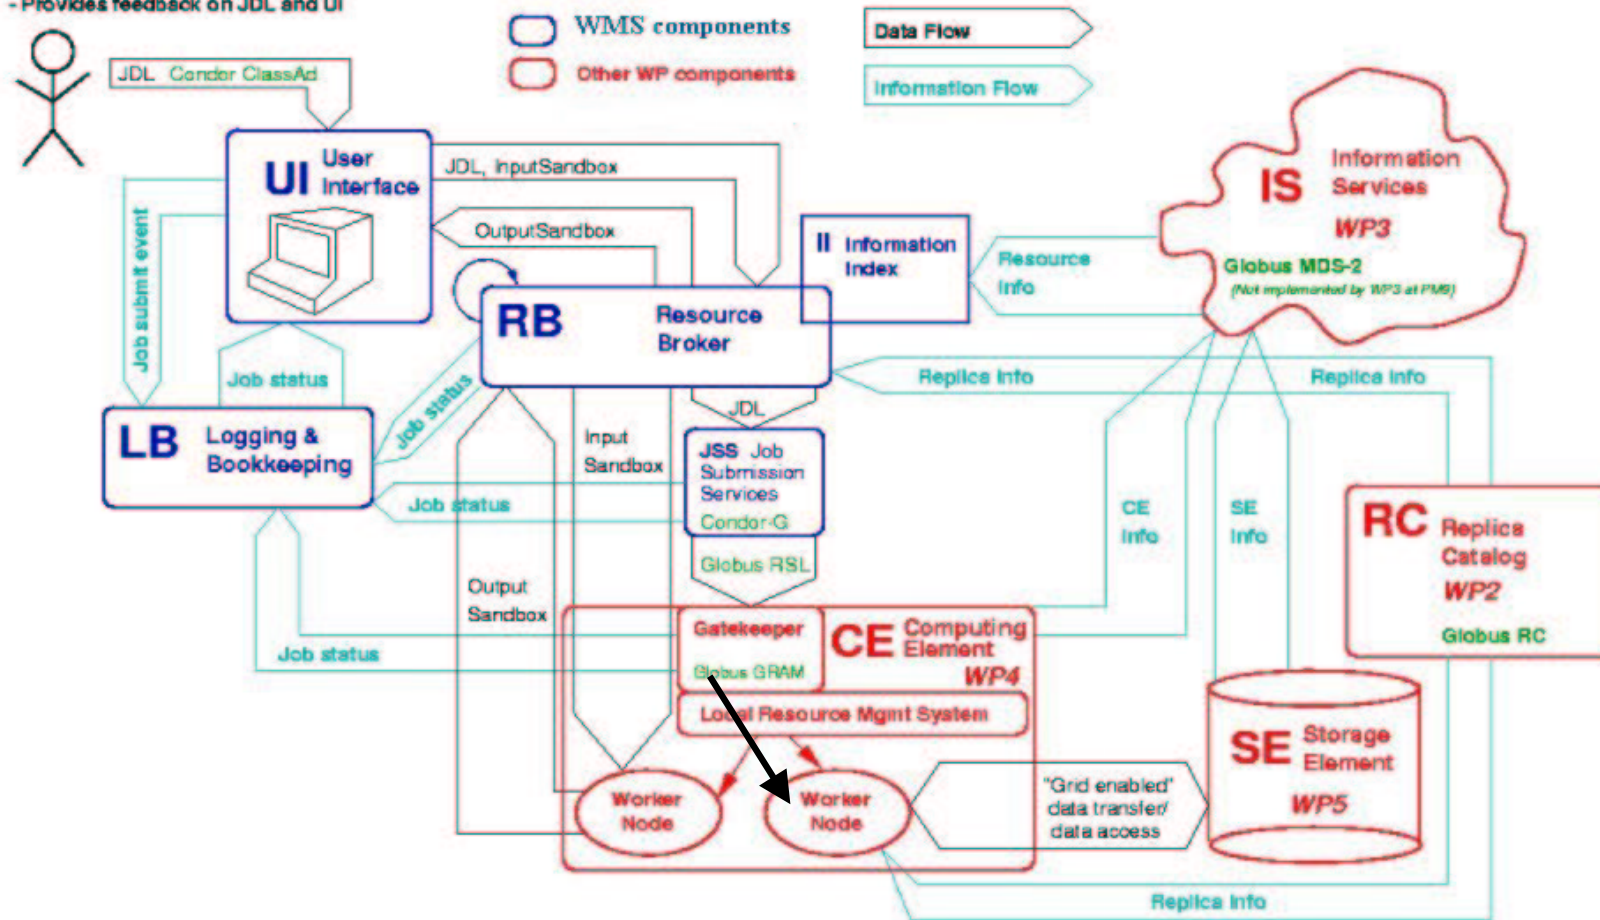 - Provides feedback on JDL and UI
WMS components
Other WP components
Data Flow
Information Flow
JDL Condor ClassAd
UI User
Interface
JDL, InputSandbox
OutputSandbox
Job submit event
II Information
Index
Resource
Info
IS Information
Services
WP3
Globus MDS-2
(Not implemented by WP3 at PM9)
RB Resource
Broker
Job status
Job status
Replica Info
Replica Info
LB Logging &
Bookkeeping
JDL
Input
Sandbox
JSS Job
Submission
Services
Condor-G
Job status
Globus RSL
CE
Info
SE
Info
RC Replica
Catalog
WP2
Globus RC
Output
Sandbox
Job status
Gatekeeper
Globus GRAM
CE Computing
Element
WP4
Local Resource Mgmt System
Worker
Node
Worker
Node
"Grid enabled"
data transfer/
data access
SE Storage
Element
WP5
Replica Info